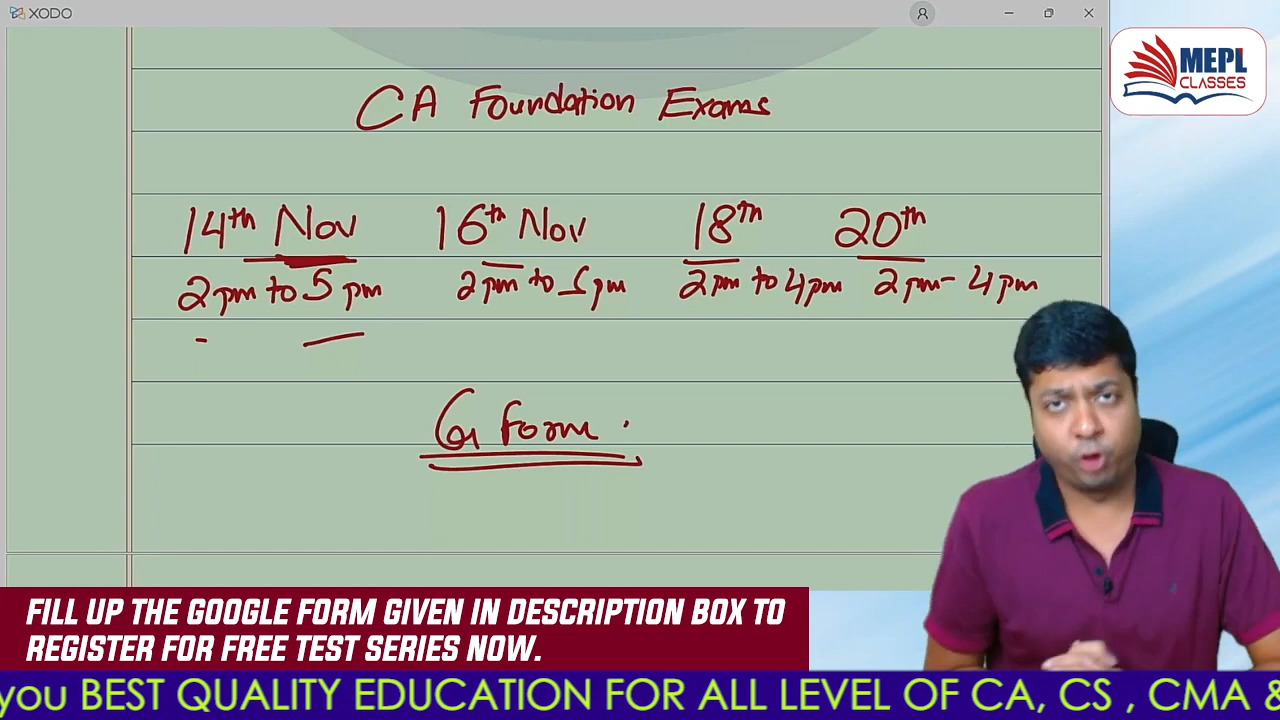 XODO
MEPL
CLASSES
CA Foundation Exams
14th Nov 16th Nov 18th 20th
2pm to 5pm 2pm to 5pm 2pm to 4pm 2pm - 4pm
G Form.
FILL UP THE GOOGLE FORM GIVEN IN DESCRIPTION BOX TO
REGISTER FOR FREE TEST SERIES NOW.
you BEST QUALITY EDUCATION FOR ALL LEVEL OF CA, CS , CMA &